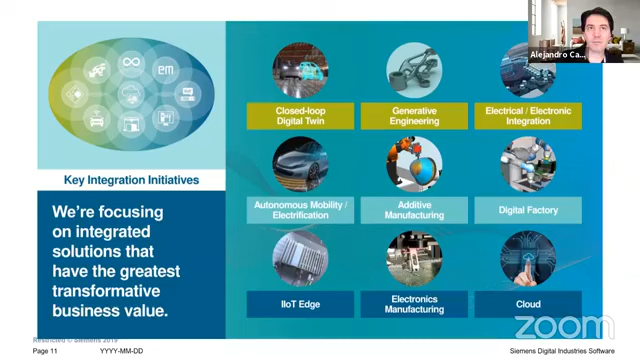 Alejandro Ca...
em
Closed-loop
Digital Twin
Generative
Engineering
Electrical / Electronic
Integration
Key Integration Initiatives
We're focusing
on integrated
solutions that
have the greatest
transformative
business value.
Autonomous Mobility /
Electrification
Additive
Manufacturing
Digital Factory
IIoT Edge
Electronics
Manufacturing
Cloud
zoom
Restricted © Siemens 2019
Page 11
YYYY-MM-DD
Siemens Digital Industries Software